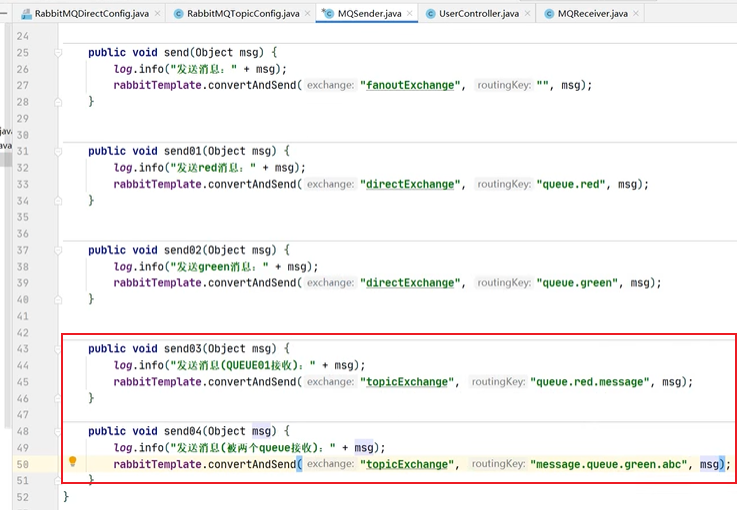 RabbitMQDirectConfig.java RabbitMQTopicConfig.java MQSender.java UserController.java MQReceiver.java
24
25 public void send(Object msg) {
26 log.info("发送消息：" + msg);
27 rabbitTemplate.convertAndSend( exchange: "fanoutExchange", routingKey: "", msg);
28 }
29
30
31 public void send01(Object msg) {
32 log.info("发送red消息：" + msg);
33 rabbitTemplate.convertAndSend( exchange: "directExchange", routingKey: "queue.red", msg);
34 }
35
36
37 public void send02(Object msg) {
38 log.info("发送green消息：" + msg);
39 rabbitTemplate.convertAndSend( exchange: "directExchange", routingKey: "queue.green", msg);
40 }
41
42
43 public void send03(Object msg) {
44 log.info("发送消息(QUEUE01接收)：" + msg);
45 rabbitTemplate.convertAndSend( exchange: "topicExchange", routingKey: "queue.red.message", msg);
46 }
47
48 public void send04(Object msg) {
49 log.info("发送消息(被两个queue接收)：" + msg);
50 rabbitTemplate.convertAndSend( exchange: "topicExchange", routingKey: "message.queue.green.abc", msg);
51 }
52 }